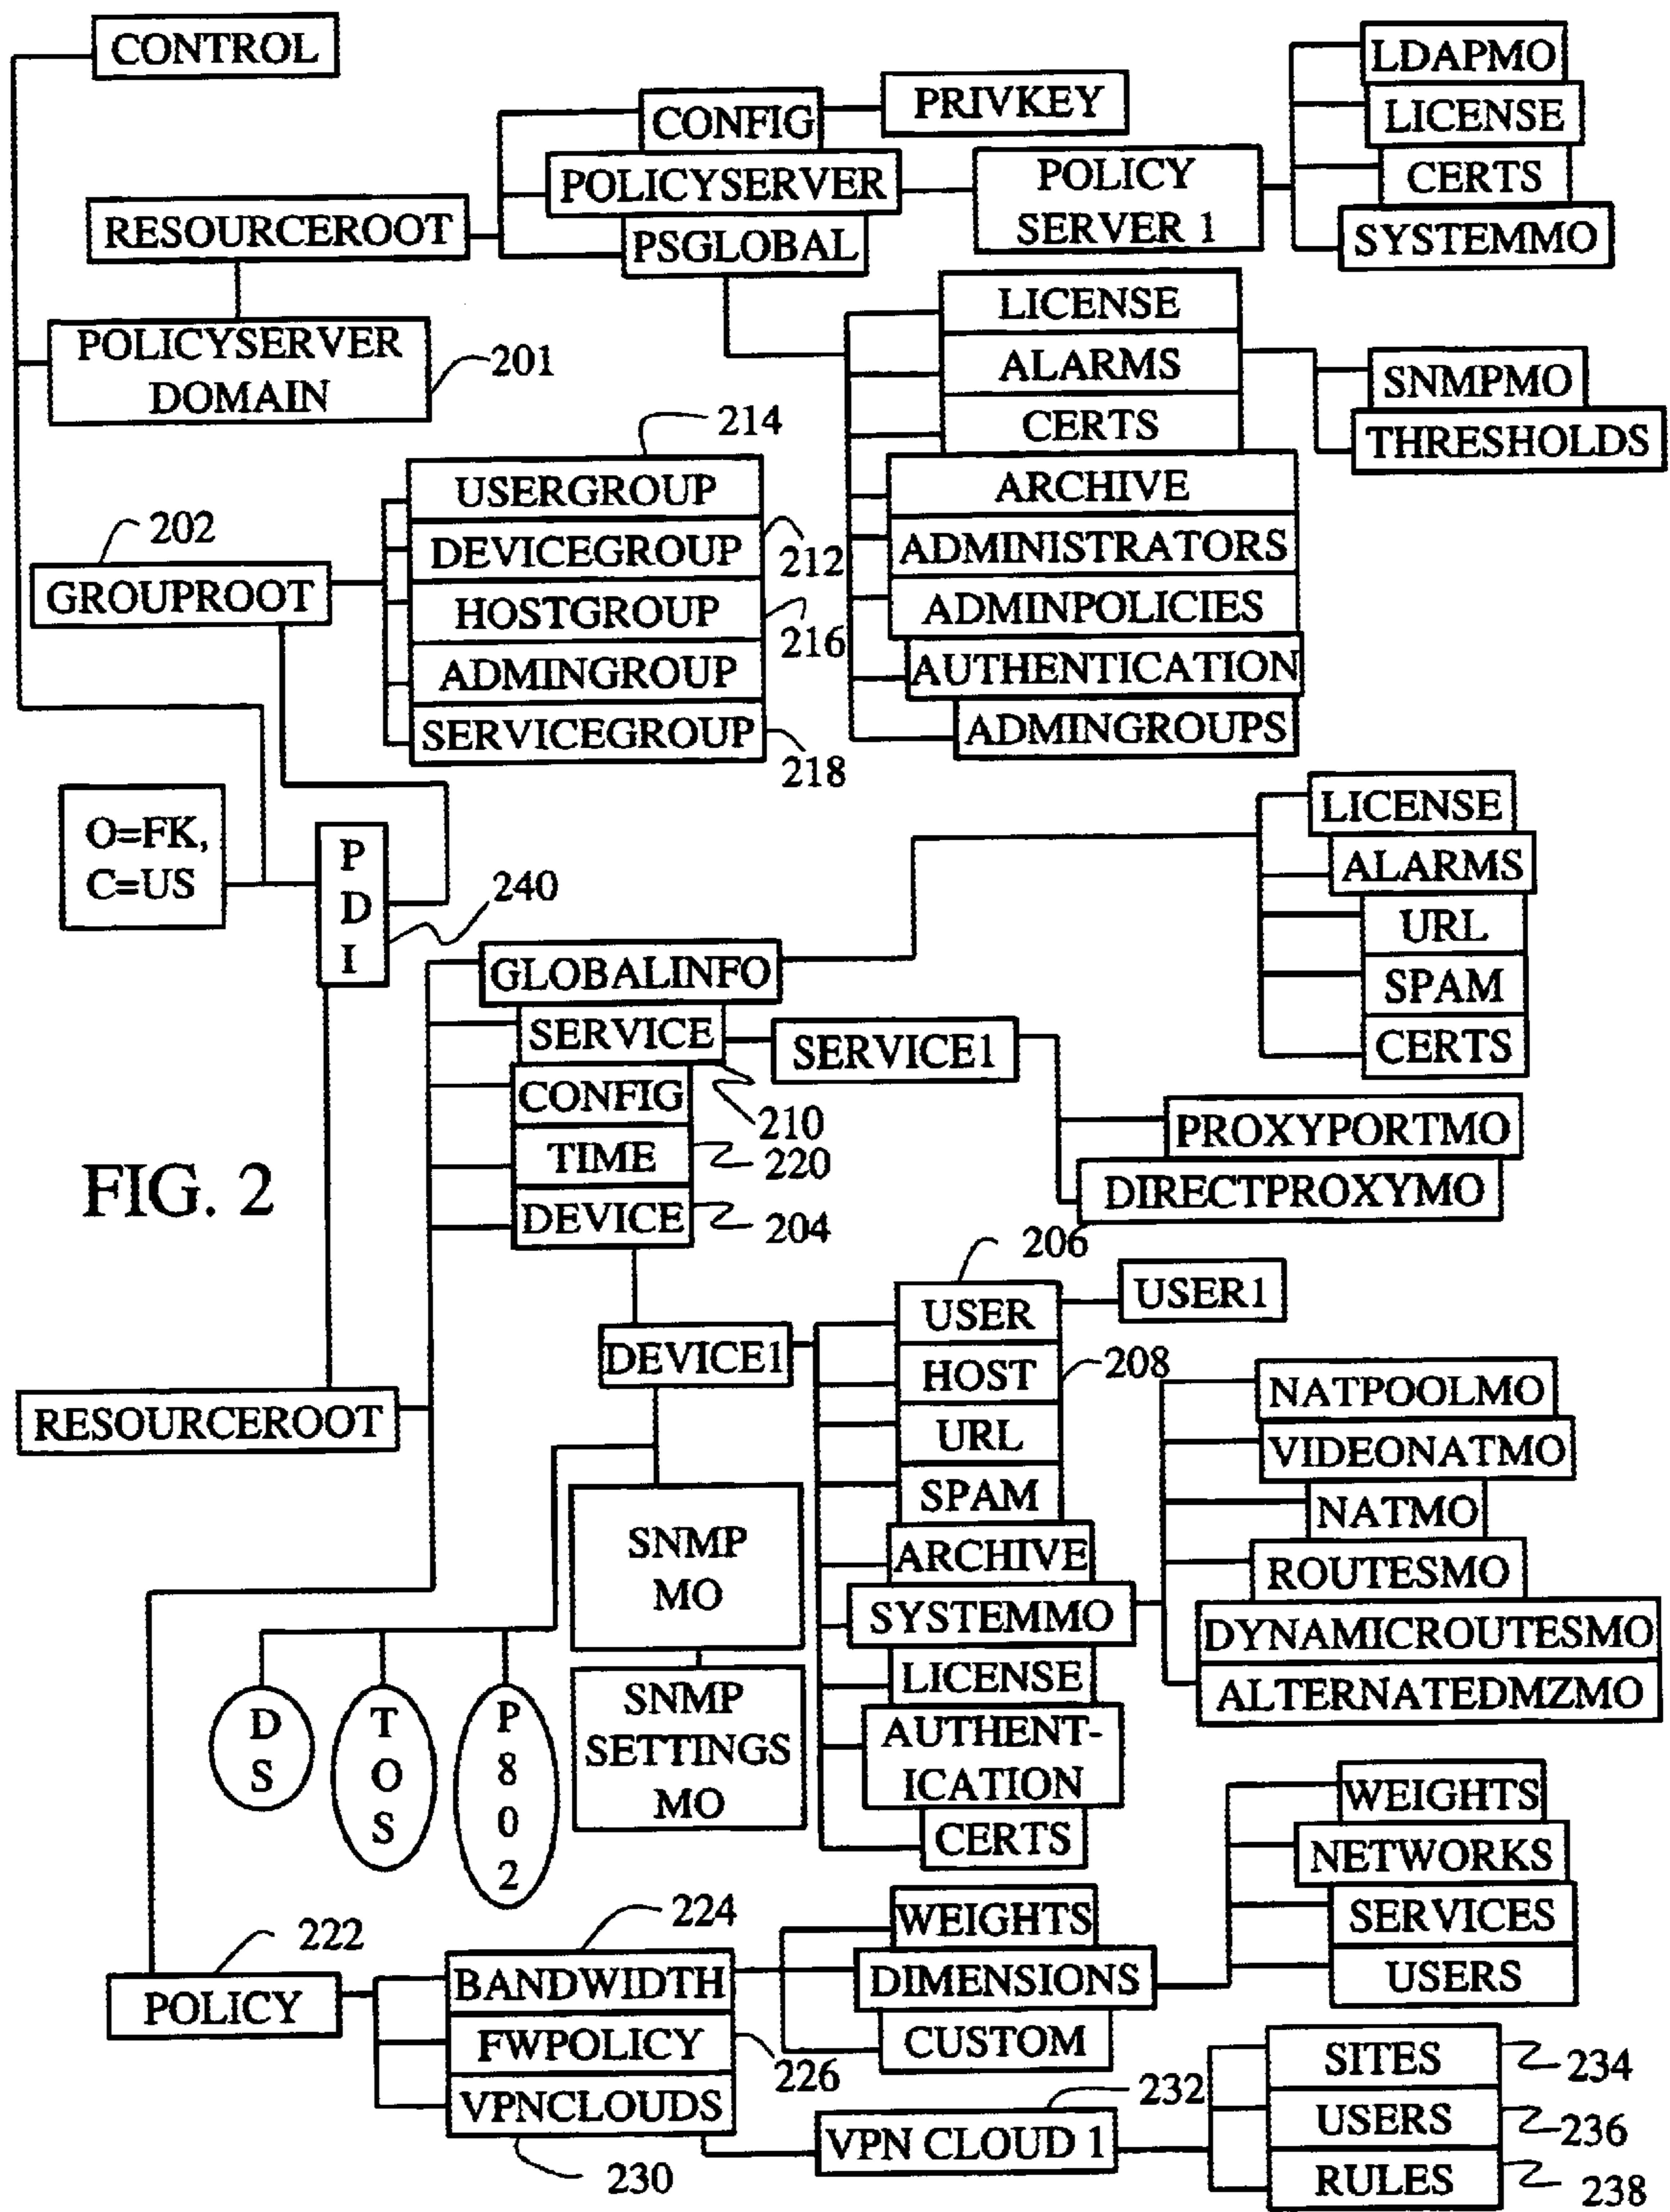 CONTROL
LDAPMO
LICENSE
CERTS
SYSTEMMO
CONFIG
PRIVKEY
POLICYSERVER
POLICY
SERVER 1
PSGLOBAL
RESOURCEROOT
POLICYSERVER
DOMAIN
201
LICENSE
ALARMS
CERTS
ARCHIVE
ADMINISTRATORS
ADMINPOLICIES
AUTHENTICATION
ADMINGROUPS
SNMPMO
THRESHOLDS
214
USERGROUP
DEVICEGROUP
212
HOSTGROUP
216
ADMINGROUP
SERVICEGROUP
218
202
GROUPROOT
O=FK,
C=US
P
D
I
240
GLOBALINFO
SERVICE
CONFIG
210
TIME
220
DEVICE
204
LICENSE
ALARMS
URL
SPAM
CERTS
SERVICE1
PROXYPORTMO
DIRECTPROXYMO
FIG. 2
206
USER
USER1
HOST
208
URL
SPAM
ARCHIVE
SYSTEMMO
LICENSE
AUTHENT-
ICATION
CERTS
DEVICE1
RESOURCEROOT
NATPOOLMO
VIDEONATMO
NATMO
ROUTESMO
DYNAMICROUTESMO
ALTERNATEDMZMO
SNMP
MO
SNMP
SETTINGS
MO
D
S
T
O
S
P
8
0
2
222
POLICY
224
BANDWIDTH
FWPOLICY
226
VPNCLOUDS
230
WEIGHTS
DIMENSIONS
CUSTOM
WEIGHTS
NETWORKS
SERVICES
USERS
232
VPN CLOUD 1
SITES
234
USERS
236
RULES
238